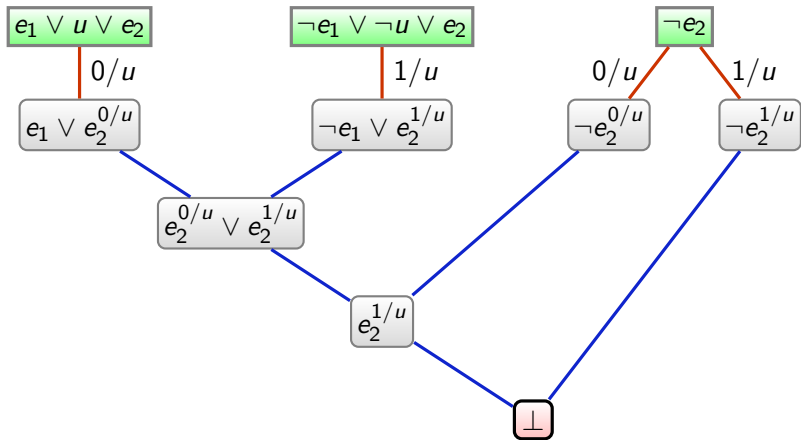 e₁ ∨ u ∨ e₂
¬e₁ ∨ ¬u ∨ e₂
¬e₂
0/u
1/u
0/u
1/u
e₁ ∨ e₂^{0/u}
¬e₁ ∨ e₂^{1/u}
¬e₂^{0/u}
¬e₂^{1/u}
e₂^{0/u} ∨ e₂^{1/u}
e₂^{1/u}
⊥